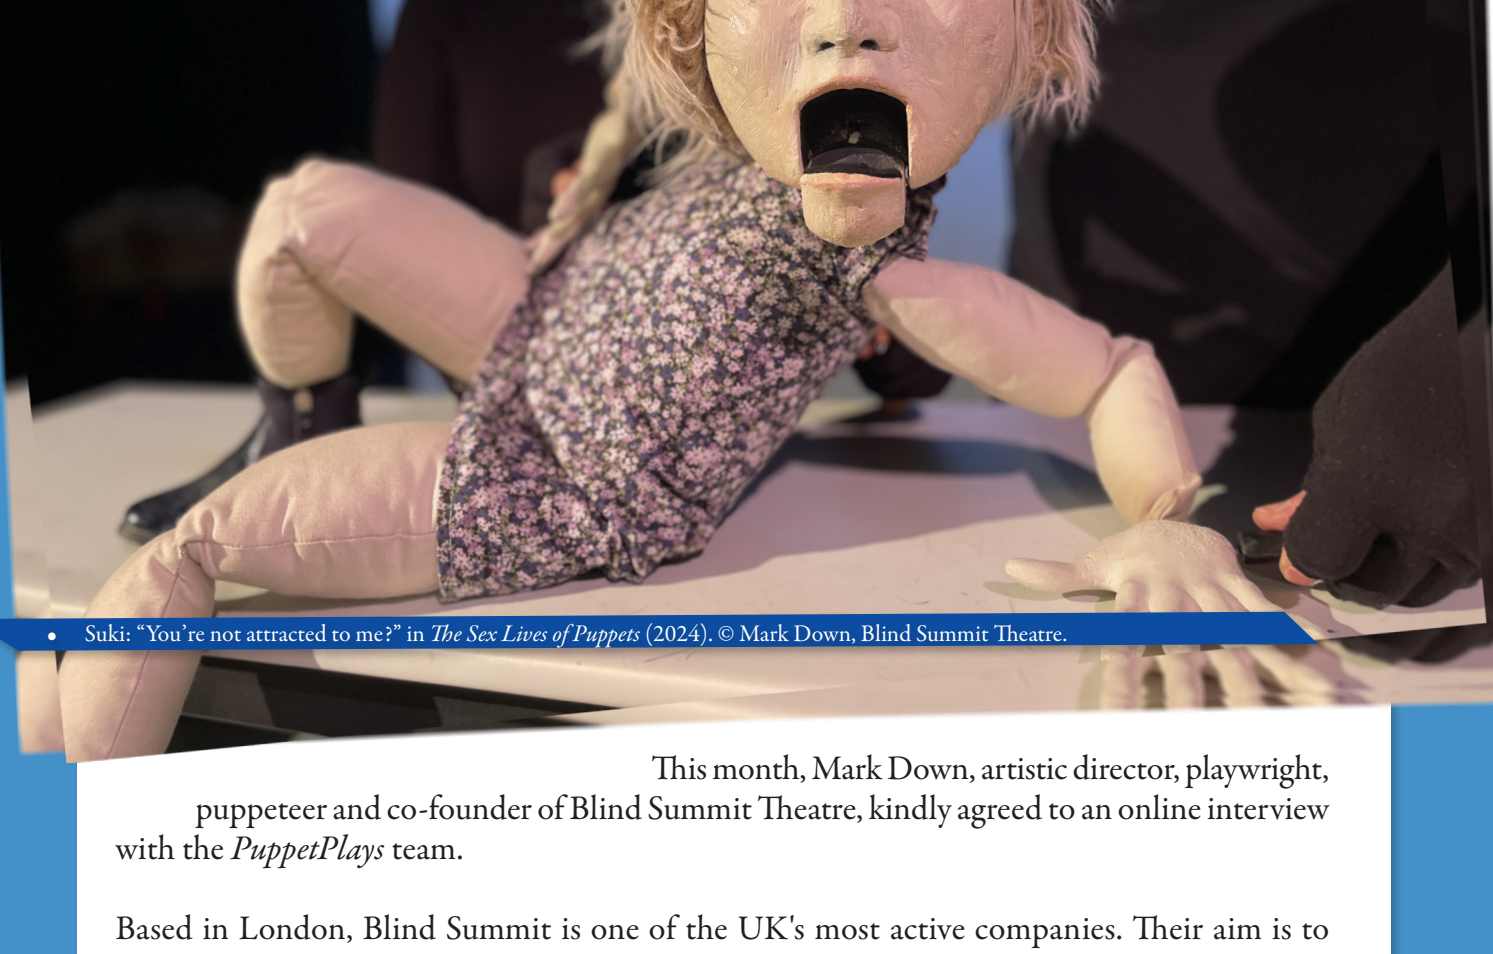 • Suki: “You’re not attracted to me?” in The Sex Lives of Puppets (2024). © Mark Down, Blind Summit Theatre.
This month, Mark Down, artistic director, playwright,
puppeteer and co-founder of Blind Summit Theatre, kindly agreed to an online interview
with the PuppetPlays team.
Based in London, Blind Summit is one of the UK's most active companies. Their aim is to